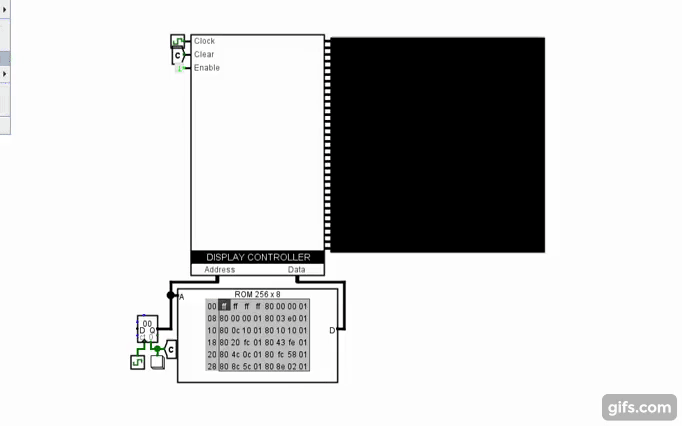 Clock
C Clear
Enable
DISPLAY CONTROLLER
Address Data
ROM 256 x 8
A
00 ff ff ff ff 80 00 00 01
08 80 00 00 01 80 03 e0 01
10 80 0c 10 01 80 10 10 01
18 80 20 fc 01 80 43 fe 01
20 80 4c 0c 01 80 fc 58 01
28 80 8c 5c 01 80 8e 02 01
D
00
D Q
C
gifs.com